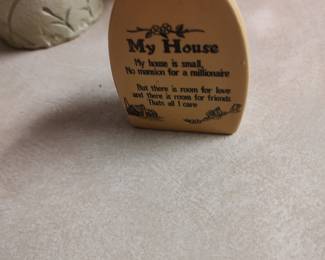 My House
My house is small,
No mansion for a millionaire
But there is room for love
and there is room for friends
Thats all I care